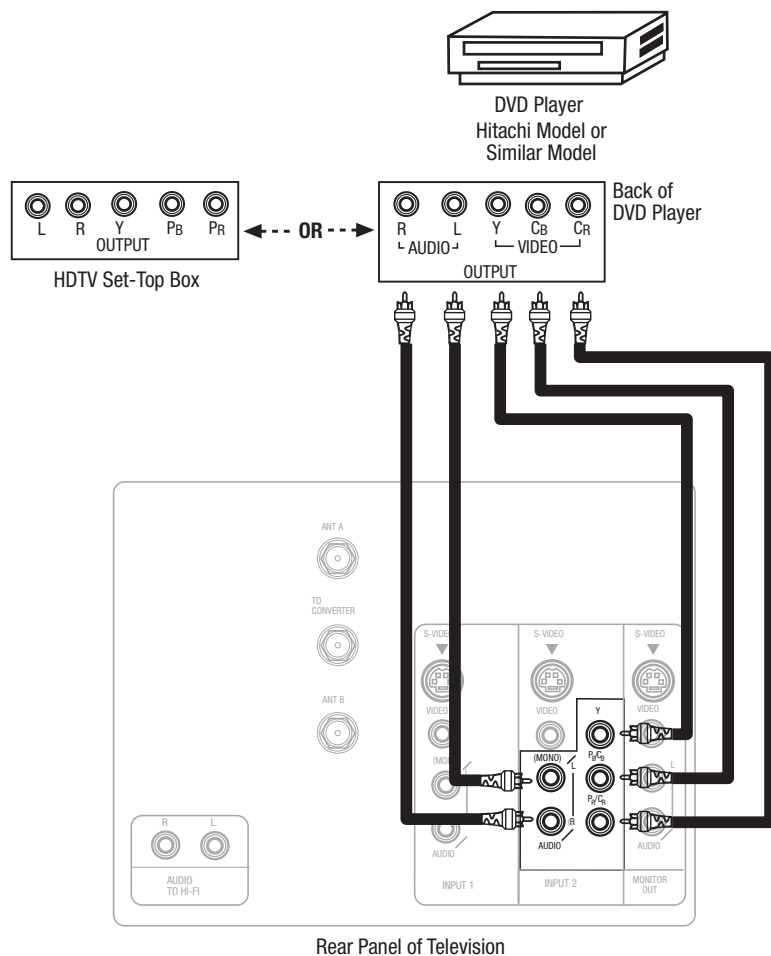 DVD Player
Hitachi Model or
Similar Model
L R Y PB PR
OUTPUT
HDTV Set-Top Box
OR
R L Y CB CR
AUDIO VIDEO
OUTPUT
Back of
DVD Player
ANT A
TO
CONVERTER
ANT B
R L
AUDIO
TO HI-FI
S-VIDEO
VIDEO
AUDIO
INPUT 1
S-VIDEO
VIDEO
Y
(MONO)
L
PB/CB
PR/CR
R
AUDIO
INPUT 2
S-VIDEO
VIDEO
L
AUDIO
MONITOR
OUT
Rear Panel of Television